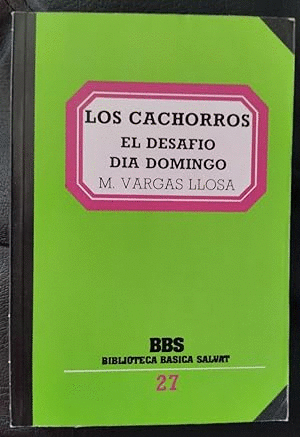 LOS CACHORROS
EL DESAFIO
DIA DOMINGO
M. VARGAS LLOSA
BBS
BIBLIOTECA BASICA SALVAT
27